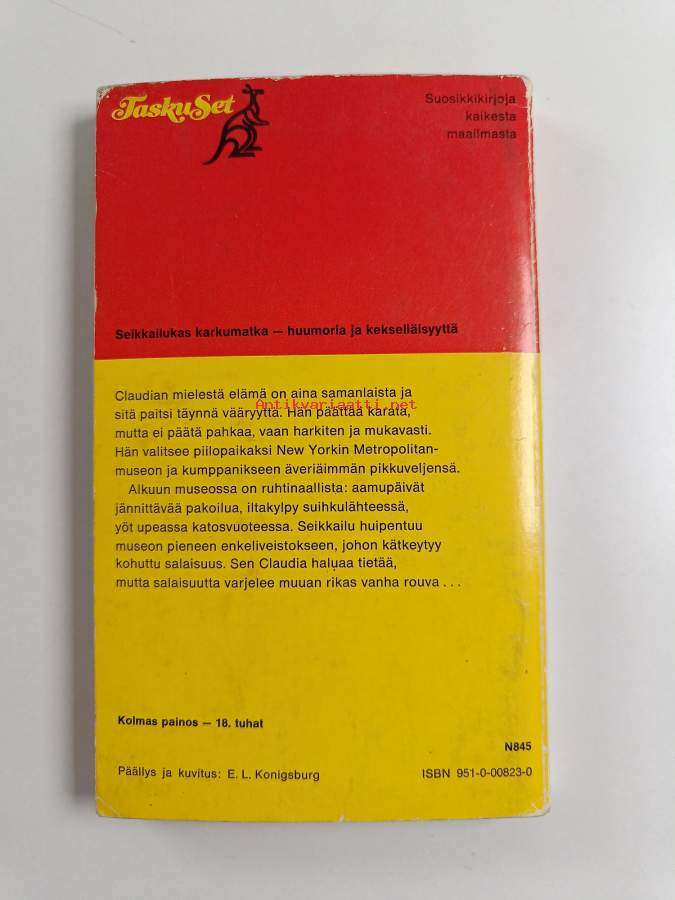 TaskuSet
Suosikkikirjoja
kaikesta
maailmasta
Seikkailukas karkumatka — huumoria ja kekseliäisyyttä
Claudian mielestä elämä on aina samanlaista ja
Antikvariaatti.net
sitä paitsi täynnä vääryyttä. Hän päättää karata,
mutta ei päätä pahkaa, vaan harkiten ja mukavasti.
Hän valitsee piilopaikaksi New Yorkin Metropolitan-
museon ja kumppanikseen äveriäimmän pikkuveljensä.
Alkuun museossa on ruhtinaallista: aamupäivät
jännittävää pakoilua, iltakylpy suihkulähteessä,
yöt upeassa katosvuoteessa. Seikkailu huipentuu
museon pieneen enkeliveistokseen, johon kätkeytyy
kohuttu salaisuus. Sen Claudia haluaa tietää,
mutta salaisuutta varjelee muuan rikas vanha rouva . . .
Kolmas painos — 18. tuhat
N845
Päällys ja kuvitus: E. L. Konigsburg
ISBN 951-0-00823-0